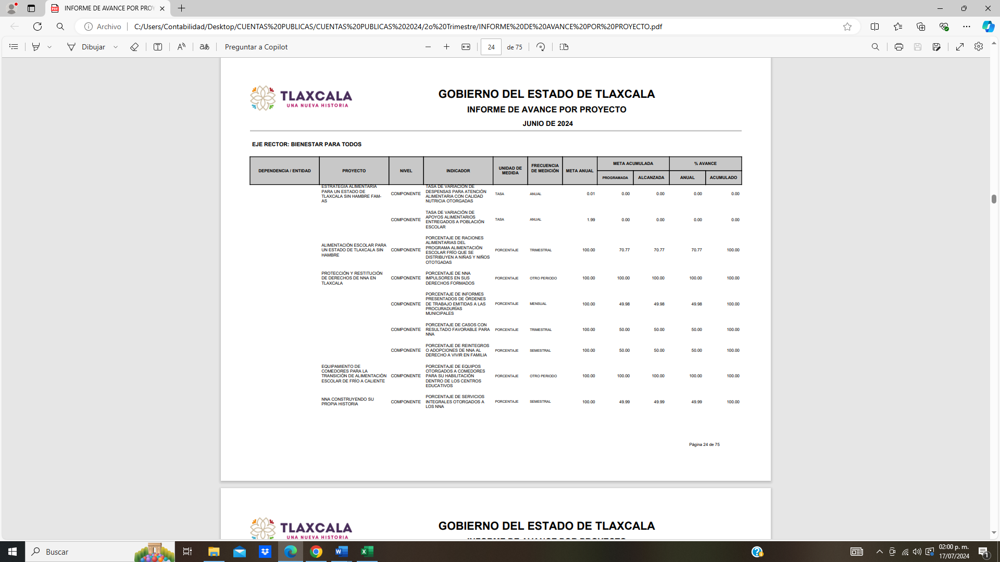 INFORME DE AVANCE POR PROY
Archivo
C:/Users/Contabilidad/Desktop/CUENTAS%20PUBLICAS/CUENTAS%20PUBLICAS%202024/2o%20Trimestre/INFORME%20DE%20AVANCE%20POR%20PROYECTO.pdf
Dibujar
aあ
Preguntar a Copilot
24 de 75
TLAXCALA
UNA NUEVA HISTORIA
GOBIERNO DEL ESTADO DE TLAXCALA
INFORME DE AVANCE POR PROYECTO
JUNIO DE 2024
EJE RECTOR: BIENESTAR PARA TODOS
DEPENDENCIA / ENTIDAD PROYECTO NIVEL INDICADOR UNIDAD DE MEDIDA FRECUENCIA DE MEDICIÓN META ANUAL META ACUMULADA % AVANCE
PROGRAMADA ALCANZADA ANUAL ACUMULADO
ESTRATEGIA ALIMENTARIA PARA UN ESTADO DE TLAXCALA SIN HAMBRE FAM-AS COMPONENTE TASA DE VARIACIÓN DE DESPENSAS PARA ATENCIÓN ALIMENTARIA CON CALIDAD NUTRICIA OTORGADAS TASA ANUAL 0.01 0.00 0.00 0.00 0.00
COMPONENTE TASA DE VARIACIÓN DE APOYOS ALIMENTARIOS ENTREGADOS A POBLACIÓN ESCOLAR TASA ANUAL 1.99 0.00 0.00 0.00 0.00
ALIMENTACIÓN ESCOLAR PARA UN ESTADO DE TLAXCALA SIN HAMBRE COMPONENTE PORCENTAJE DE RACIONES ALIMENTARIAS DEL PROGRAMA ALIMENTACIÓN ESCOLAR FRÍO QUE SE DISTRIBUYEN A NIÑAS Y NIÑOS OTOTGADAS PORCENTAJE TRIMESTRAL 100.00 70.77 70.77 70.77 100.00
PROTECCIÓN Y RESTITUCIÓN DE DERECHOS DE NNA EN TLAXCALA COMPONENTE PORCENTAJE DE NNA IMPULSORES EN SUS DERECHOS FORMADOS PORCENTAJE OTRO PERIODO 100.00 100.00 100.00 100.00 100.00
COMPONENTE PORCENTAJE DE INFORMES PRESENTADOS DE ÓRDENES DE TRABAJO EMITIDAS A LAS PROCURADURÍAS MUNICIPALES PORCENTAJE MENSUAL 100.00 49.98 49.98 49.98 100.00
COMPONENTE PORCENTAJE DE CASOS CON RESULTADO FAVORABLE PARA NNA PORCENTAJE TRIMESTRAL 100.00 50.00 50.00 50.00 100.00
COMPONENTE PORCENTAJE DE REINTEGROS O ADOPCIONES DE NNA AL DERECHO A VIVIR EN FAMILIA PORCENTAJE SEMESTRAL 100.00 50.00 50.00 50.00 100.00
EQUIPAMIENTO DE COMEDORES PARA LA TRANSICIÓN DE ALIMENTACIÓN ESCOLAR DE FRÍO A CALIENTE COMPONENTE PORCENTAJE DE EQUIPOS OTORGADOS A COMEDORES PARA SU HABILITACIÓN DENTRO DE LOS CENTROS EDUCATIVOS PORCENTAJE OTRO PERIODO 100.00 100.00 100.00 100.00 100.00
NNA CONSTRUYENDO SU PROPIA HISTORIA COMPONENTE PORCENTAJE DE SERVICIOS INTEGRALES OTORGADOS A LOS NNA PORCENTAJE SEMESTRAL 100.00 49.99 49.99 49.99 100.00
Página 24 de 75
TLAXCALA
UNA NUEVA HISTORIA
GOBIERNO DEL ESTADO DE TLAXCALA
INFORME DE AVANCE POR PROYECTO
Buscar
02:00 p. m.
17/07/2024
1